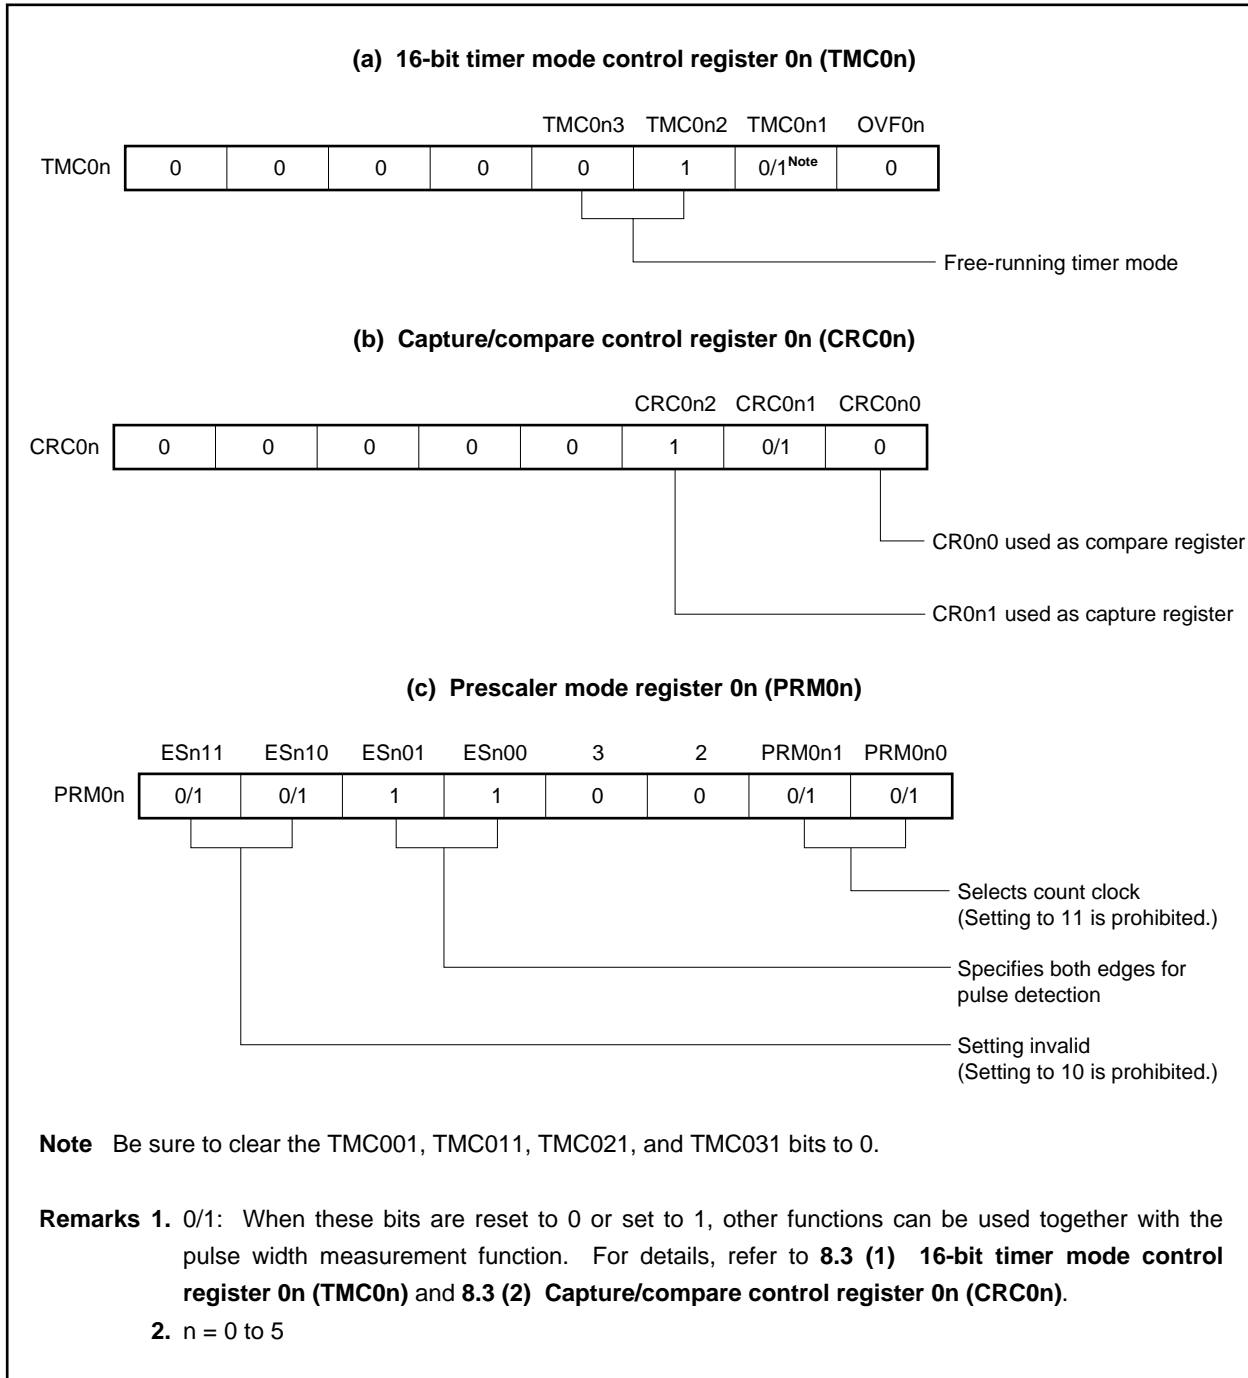 (a) 16-bit timer mode control register 0n (TMC0n)
TMC0n3 TMC0n2 TMC0n1 OVF0n
TMC0n 0 0 0 0 0 1 0/1Note 0
Free-running timer mode
(b) Capture/compare control register 0n (CRC0n)
CRC0n2 CRC0n1 CRC0n0
CRC0n 0 0 0 0 0 1 0/1 0
CR0n0 used as compare register
CR0n1 used as capture register
(c) Prescaler mode register 0n (PRM0n)
ESn11 ESn10 ESn01 ESn00 3 2 PRM0n1 PRM0n0
PRM0n 0/1 0/1 1 1 0 0 0/1 0/1
Selects count clock
(Setting to 11 is prohibited.)
Specifies both edges for
pulse detection
Setting invalid
(Setting to 10 is prohibited.)
Note Be sure to clear the TMC001, TMC011, TMC021, and TMC031 bits to 0.
Remarks 1. 0/1: When these bits are reset to 0 or set to 1, other functions can be used together with the
pulse width measurement function. For details, refer to 8.3 (1) 16-bit timer mode control
register 0n (TMC0n) and 8.3 (2) Capture/compare control register 0n (CRC0n).
2. n = 0 to 5